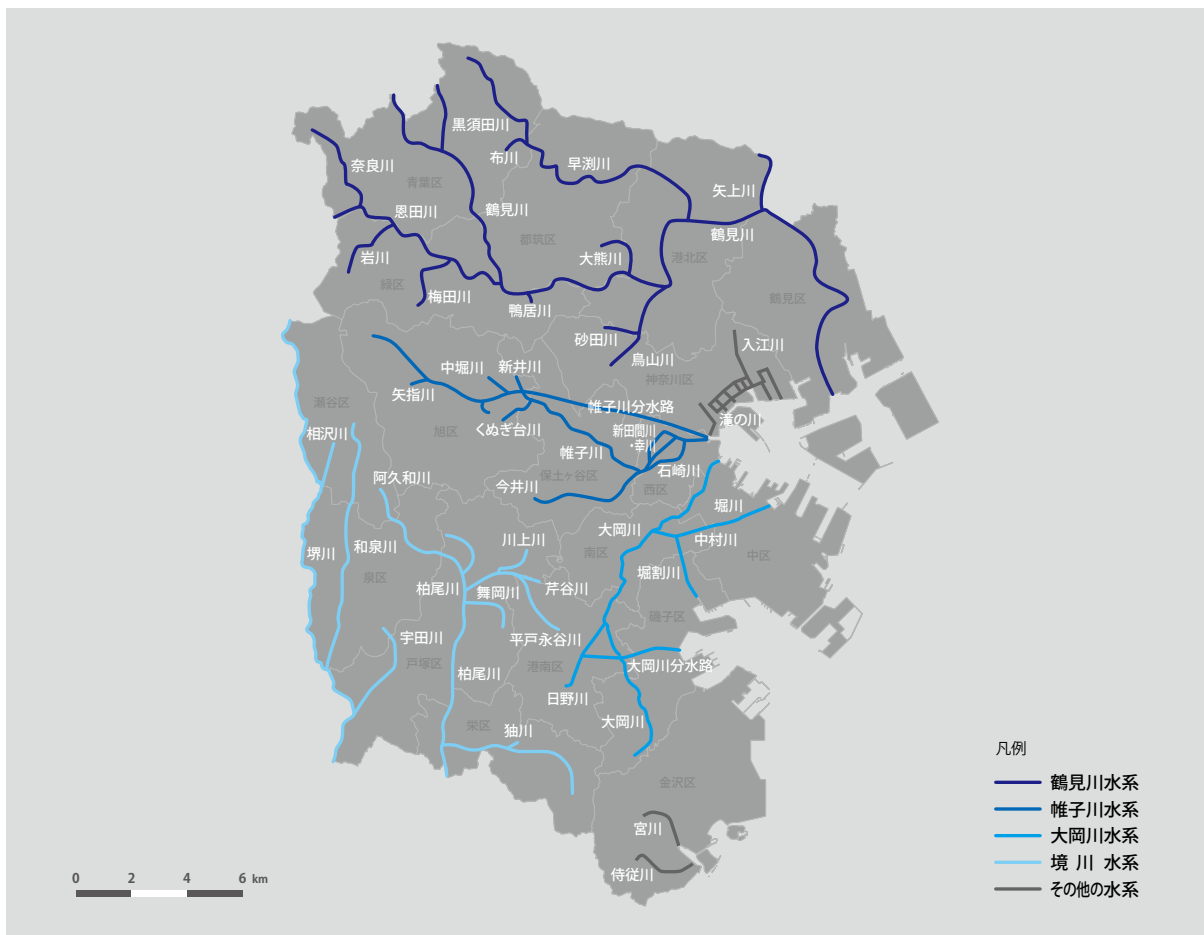 黒須田川
布川
早渕川
奈良川
青葉区
矢上川
恩田川
鶴見川
都筑区
鶴見川
岩川
大熊川
港北区
緑区
梅田川
鴨居川
鶴見区
砂田川
鳥山川
入江川
中堀川
新井川
神奈川区
矢指川
瀬谷区
帷子川分水路
滝の川
相沢川
旭区
くぬぎ台川
新田間川
・幸川
帷子川
石崎川
阿久和川
保土ヶ谷区
今井川
西区
堀川
大岡川
中村川
川上川
南区
中区
堺川
和泉川
泉区
堀割川
柏尾川
舞岡川
芹谷川
磯子区
宇田川
平戸永谷川
戸塚区
港南区
大岡川分水路
柏尾川
日野川
大岡川
栄区
㹨川
金沢区
宮川
侍従川
凡例
鶴見川水系
帷子川水系
大岡川水系
境 川 水系
その他の水系
0 2 4 6 km